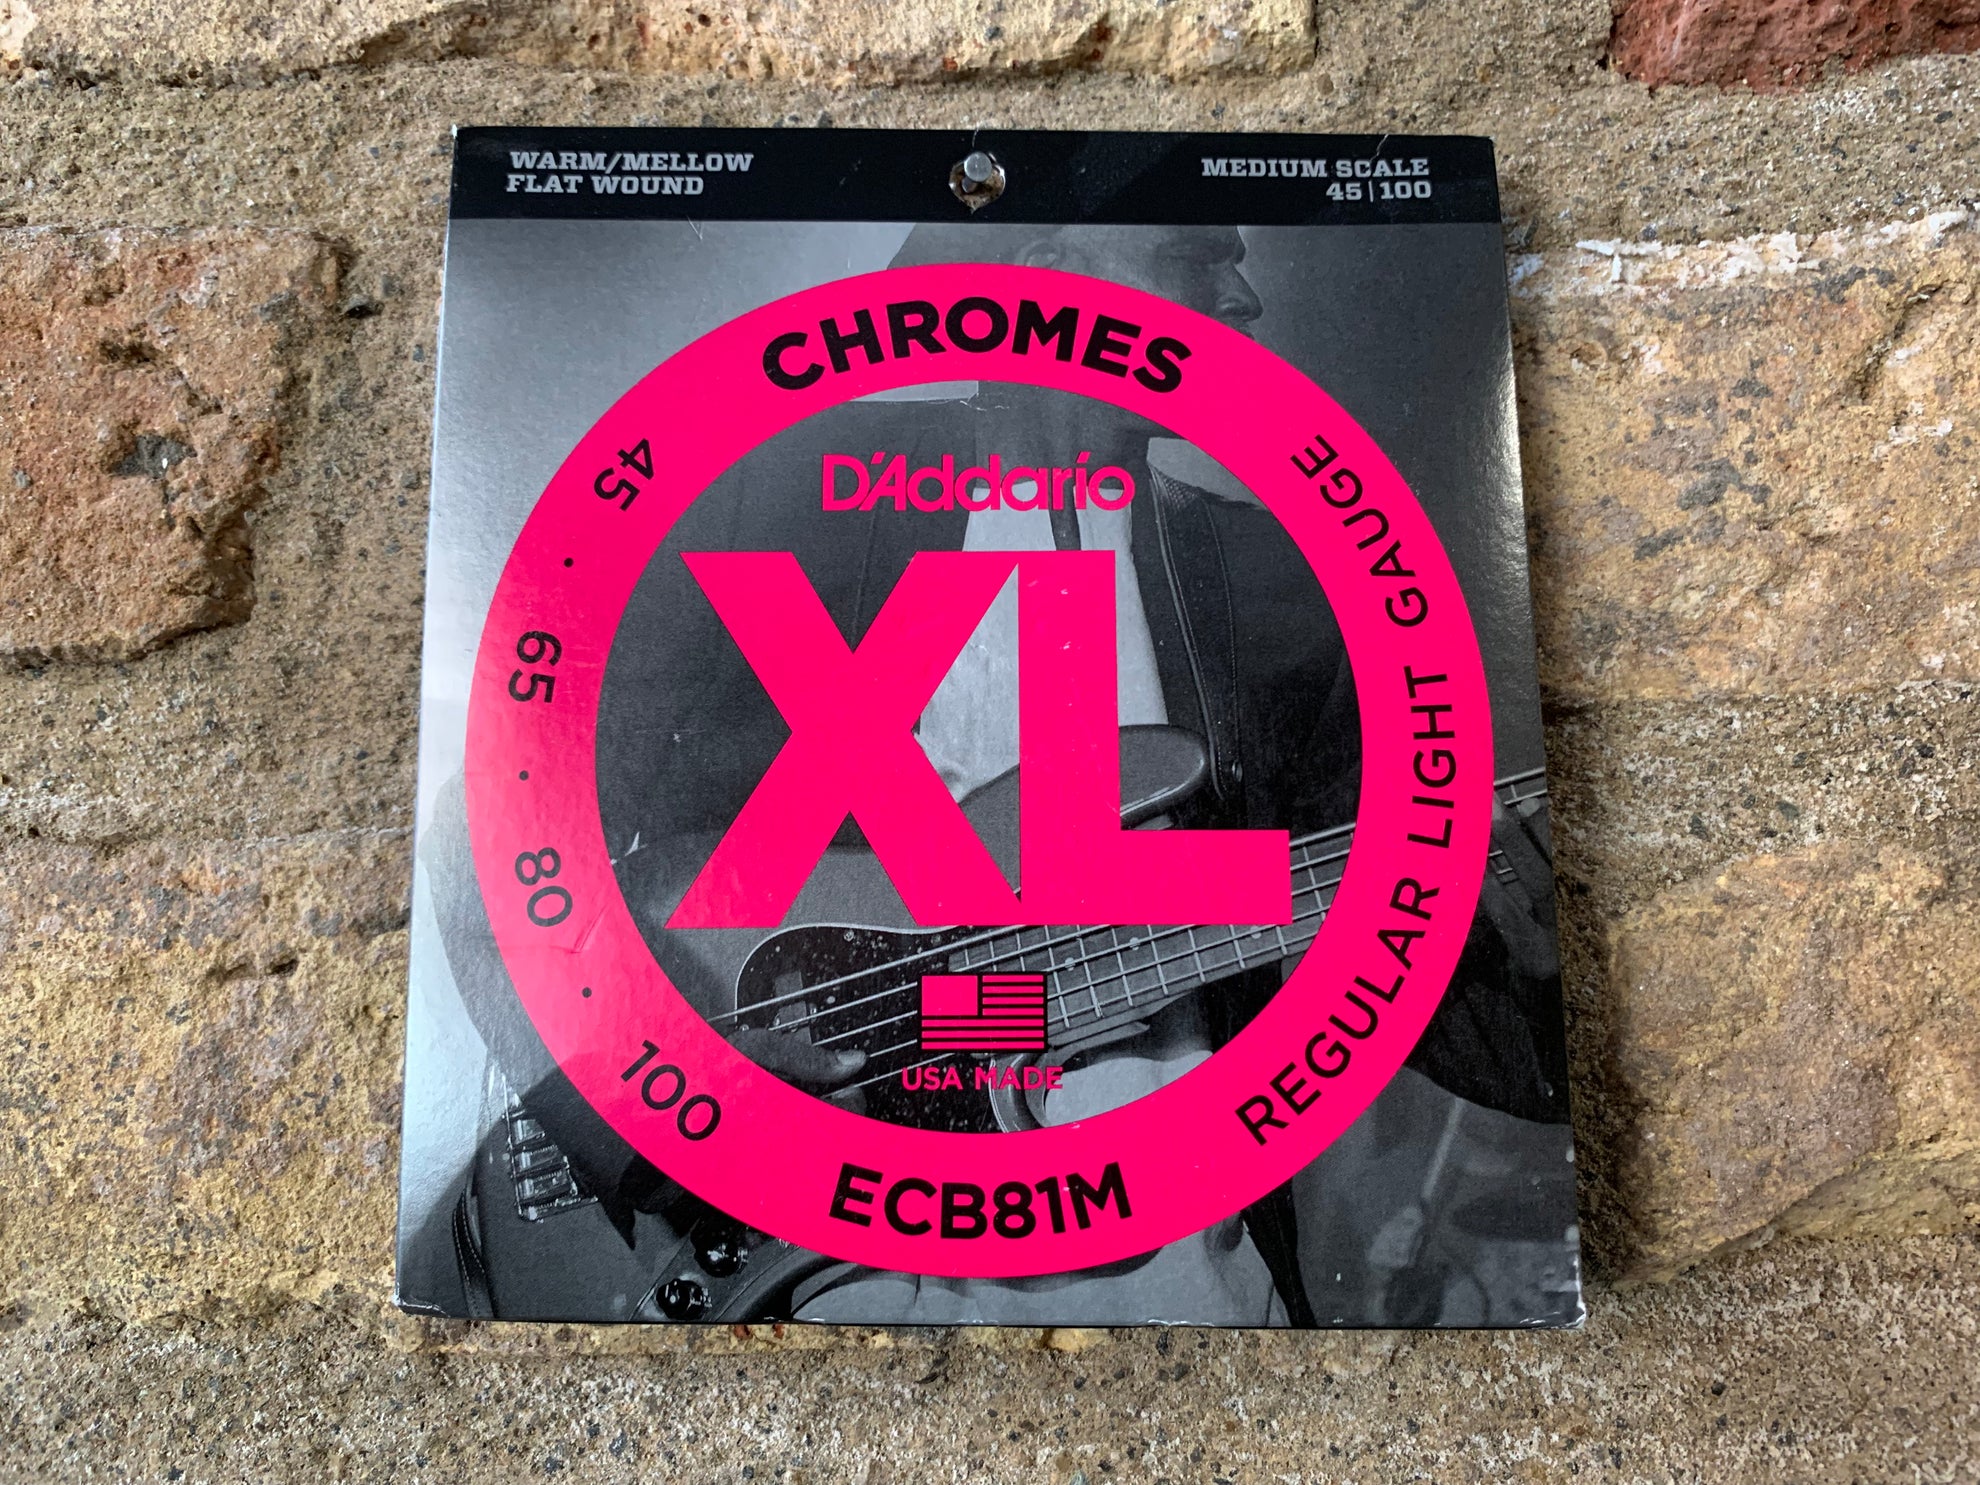 WARM/MELLOW
FLAT WOUND
MEDIUM SCALE
45|100
CHROMES
D'Addario
XL
45 · 65 · 80 · 100
REGULAR LIGHT GAUGE
USA MADE
ECB81M